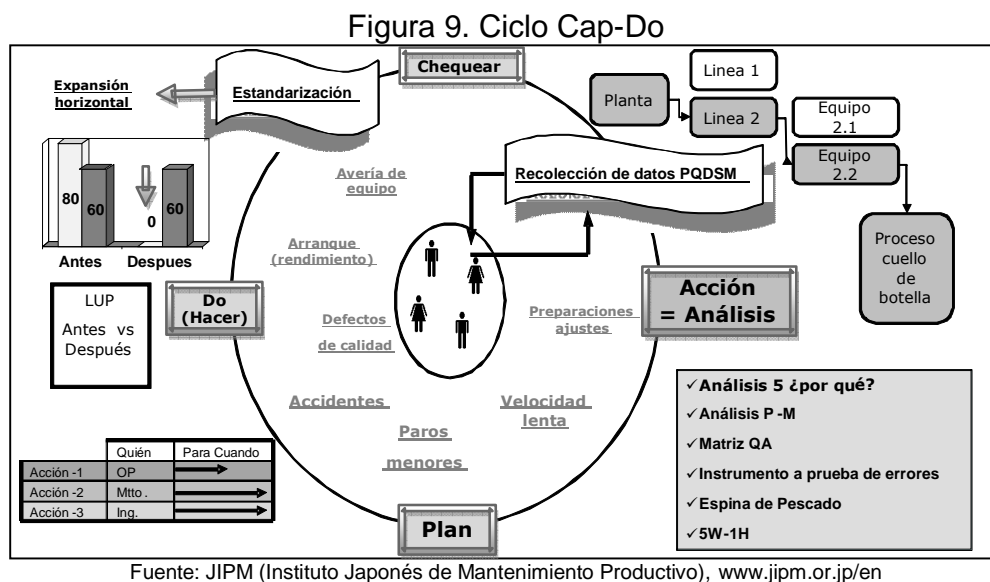 Figura 9. Ciclo Cap-Do
Chequear
Expansión
horizontal
Estandarización
80
60
0
60
Antes
Despues
LUP
Antes vs
Después
Do
(Hacer)
Avería de
equipo
Arranque
(rendimiento)
Defectos
de calidad
Accidentes
Paros
menores
Velocidad
lenta
Preparaciones
ajustes
Recolección de datos PQDSM
Planta
Linea 1
Linea 2
Equipo
2.1
Equipo
2.2
Proceso
cuello
de
botella
Acción
= Análisis
✓Análisis 5 ¿por qué?
✓Análisis P -M
✓Matriz QA
✓Instrumento a prueba de errores
✓Espina de Pescado
✓5W-1H
Quién Para Cuando
Acción -1 OP
Acción -2 Mtto .
Acción -3 Ing.
Plan
Fuente: JIPM (Instituto Japonés de Mantenimiento Productivo), www.jipm.or.jp/en